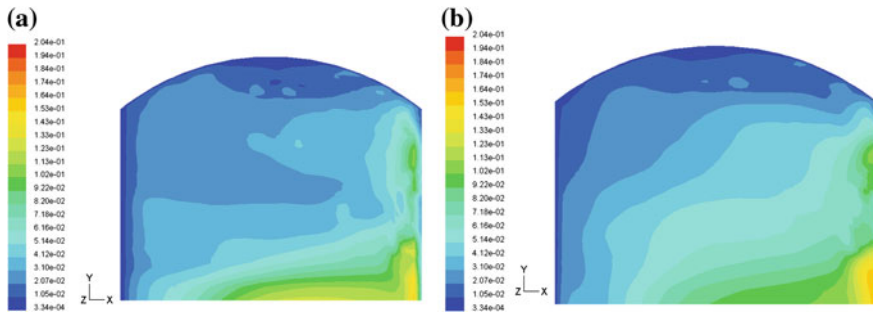 (a)
2.04e-01
1.94e-01
1.84e-01
1.74e-01
1.63e-01
1.53e-01
1.43e-01
1.33e-01
1.23e-01
1.13e-01
1.02e-01
9.22e-02
8.20e-02
7.18e-02
6.16e-02
5.14e-02
4.12e-02
3.10e-02
2.07e-02
1.05e-02
3.34e-04
Y
Z X
(b)
2.04e-01
1.94e-01
1.84e-01
1.74e-01
1.63e-01
1.53e-01
1.43e-01
1.33e-01
1.23e-01
1.13e-01
1.02e-01
9.22e-02
8.20e-02
7.18e-02
6.16e-02
5.14e-02
4.12e-02
3.10e-02
2.07e-02
1.05e-02
3.34e-04
Y
Z X